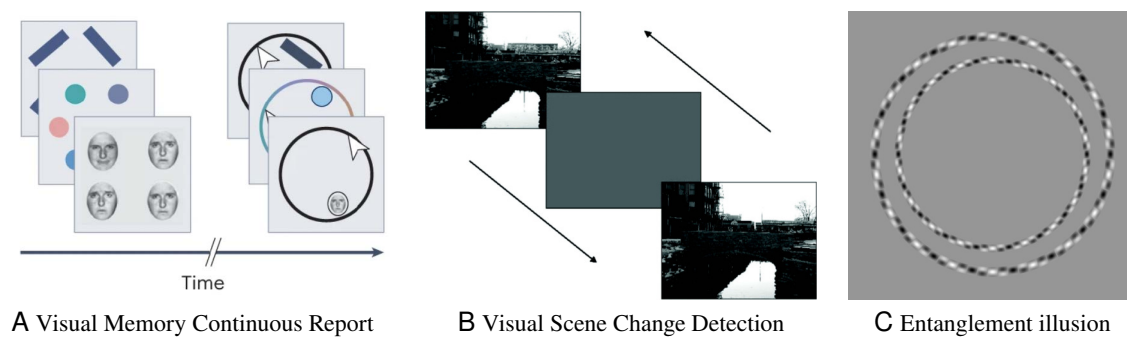 Time
A Visual Memory Continuous Report
B Visual Scene Change Detection
C Entanglement illusion